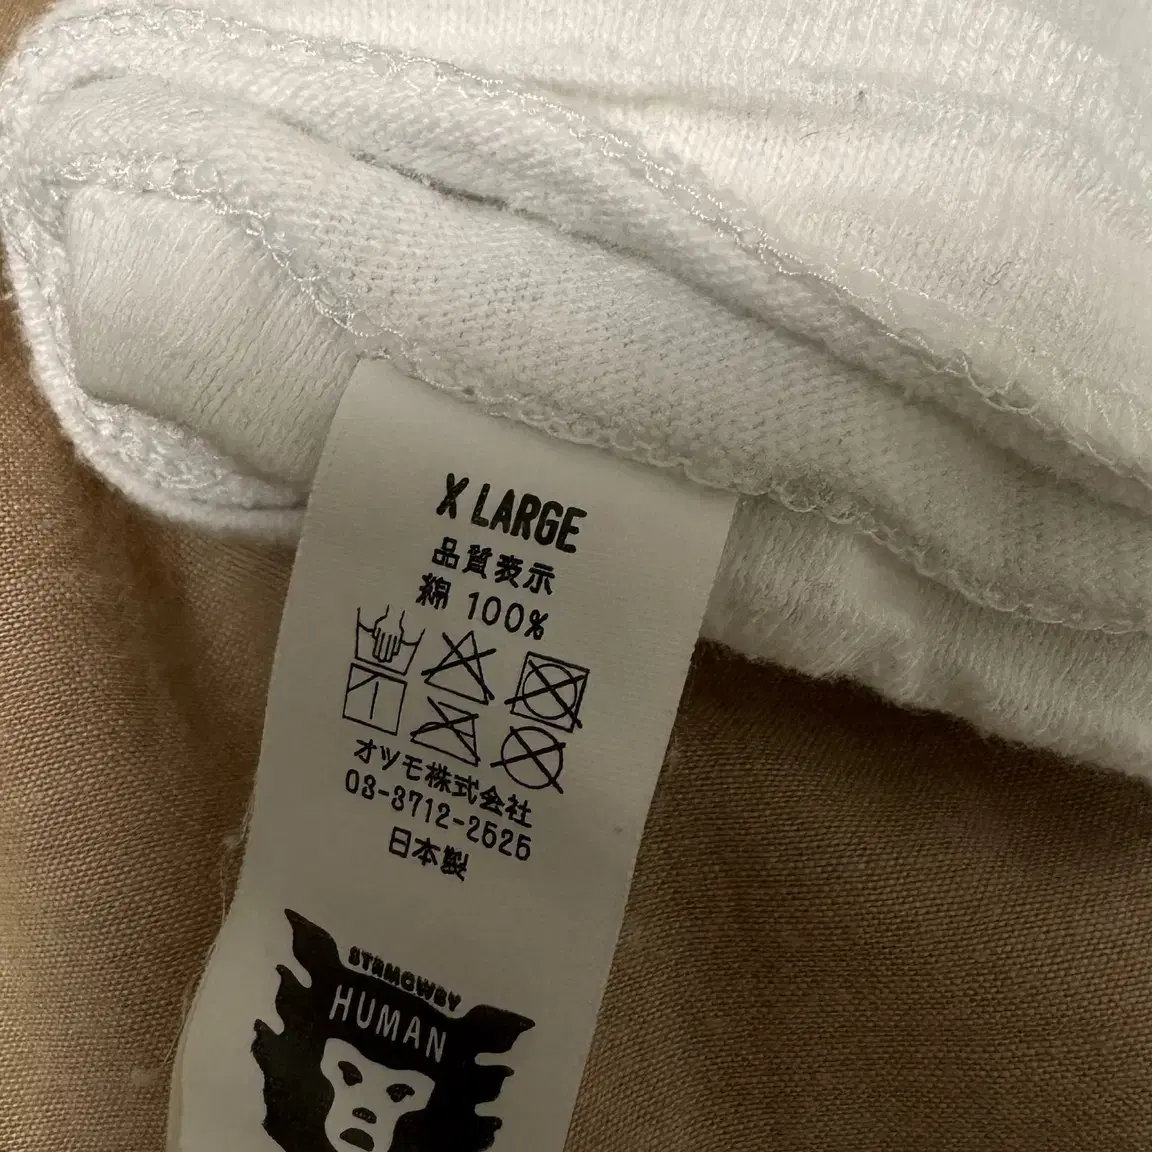 X LARGE
品質表示
綿 100%
オツモ株式会社
03-3712-2525
日本製
STRMCWBY
HUMAN